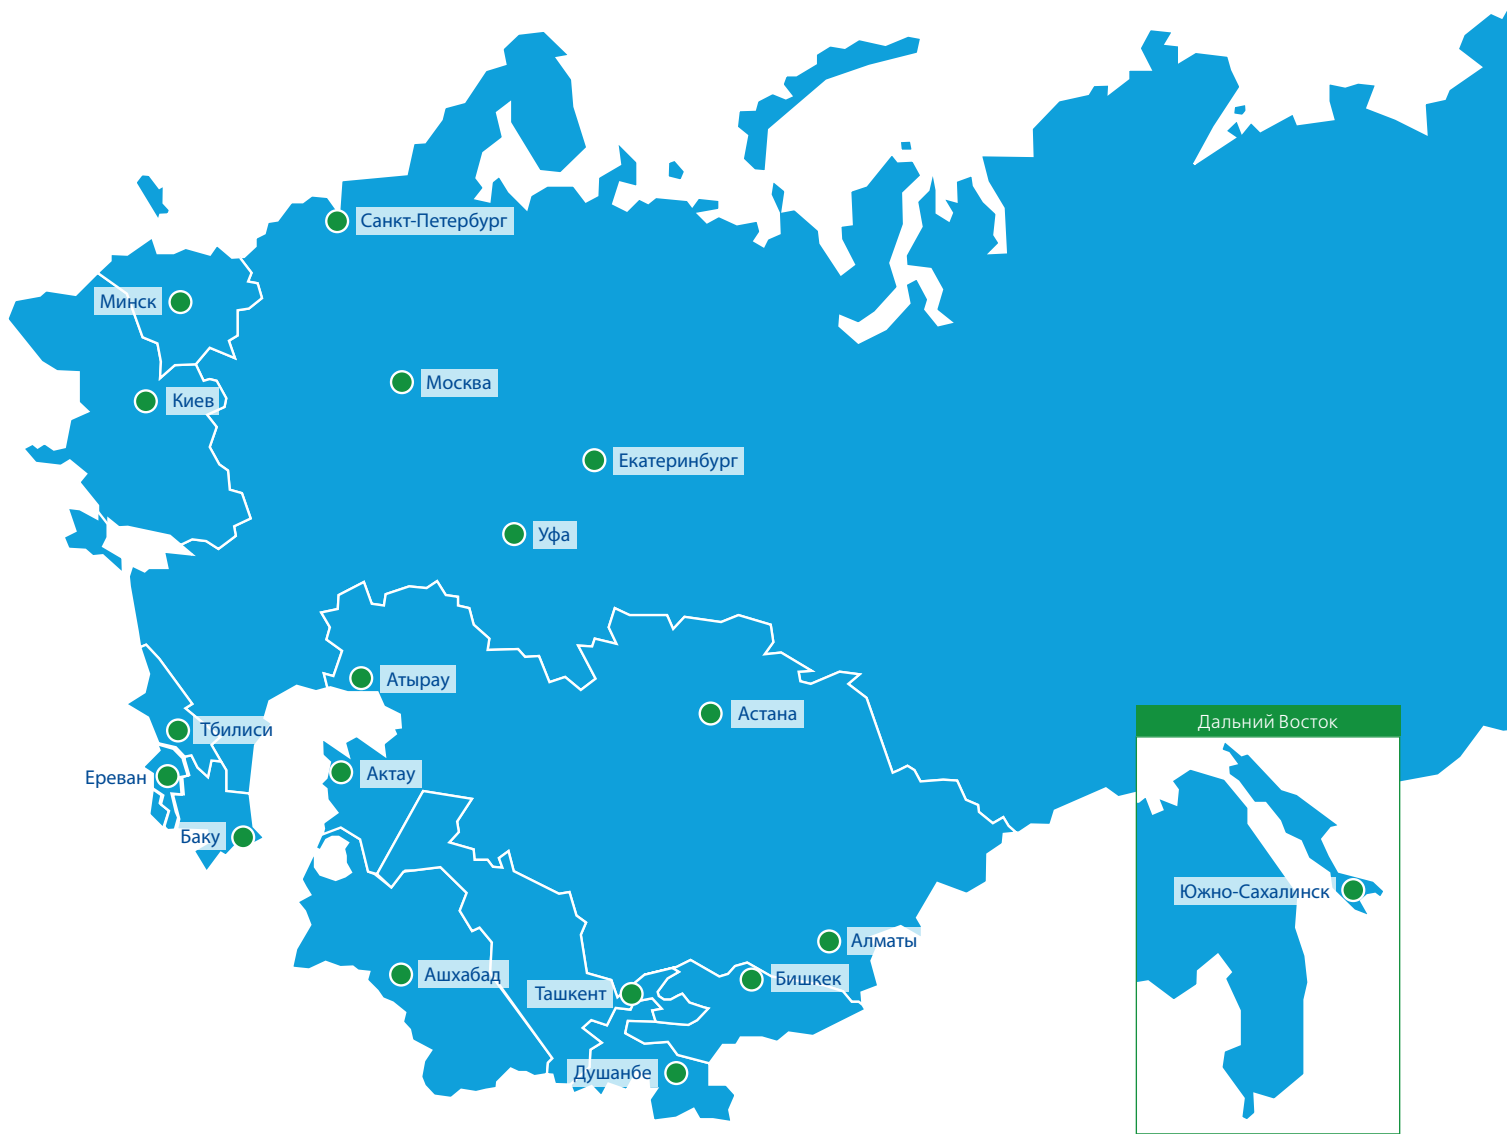 Санкт-Петербург
Минск
Москва
Киев
Екатеринбург
Уфа
Атырау
Астана
Дальний Восток
Тбилиси
Актау
Ереван
Баку
Южно-Сахалинск
Алматы
Ашхабад
Бишкек
Ташкент
Душанбе